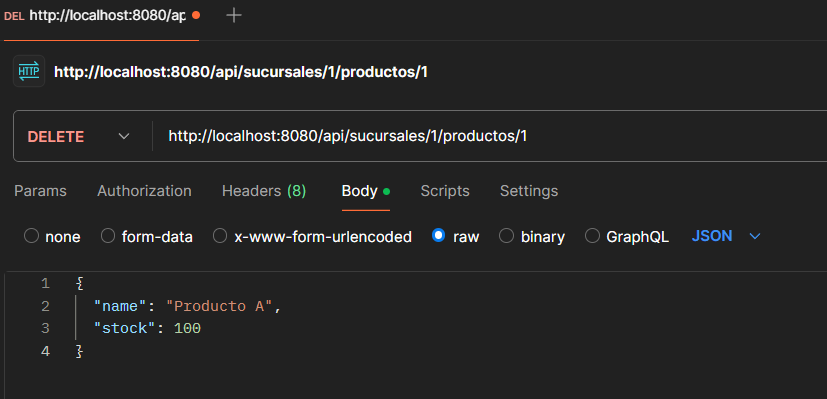 DEL http://localhost:8080/ap
HTTP http://localhost:8080/api/sucursales/1/productos/1
DELETE http://localhost:8080/api/sucursales/1/productos/1
Params Authorization Headers (8) Body Scripts Settings
none form-data x-www-form-urlencoded raw binary GraphQL JSON
1 {
2 "name": "Producto A",
3 "stock": 100
4 }